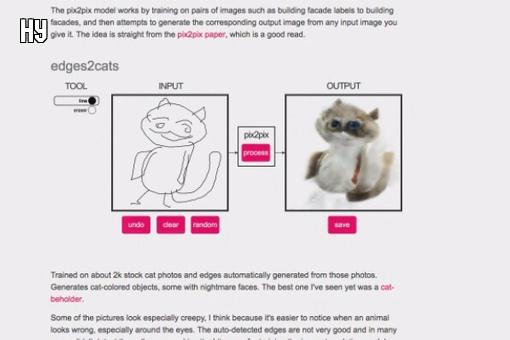 The pix2pix model works by training on pairs of images such as building facade labels to building
facades, and then attempts to generate the corresponding output image from any input image you
give it. The idea is straight from the pix2pix paper, which is a good read.
HY
edges2cats
TOOL
INPUT
OUTPUT
line
eraser
pix2pix
process
undo
clear
random
save
Trained on about 2k stock cat photos and edges automatically generated from those photos.
Generates cat-colored objects, some with nightmare faces. The best one I've seen yet was a cat-
beholder.
Some of the pictures look especially creepy, I think because it's easier to notice when an animal
looks wrong, especially around the eyes. The auto-detected edges are not very good and in many